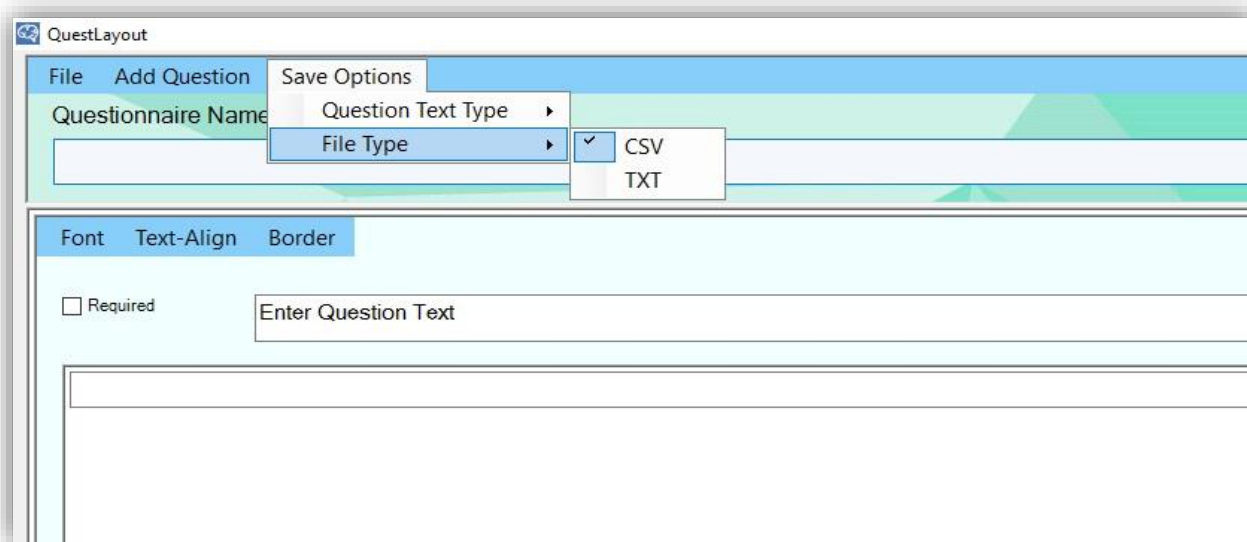 QuestLayout
File Add Question Save Options
Questionnaire Name
Question Text Type
File Type
CSV
TXT
Font Text-Align Border
Required
Enter Question Text